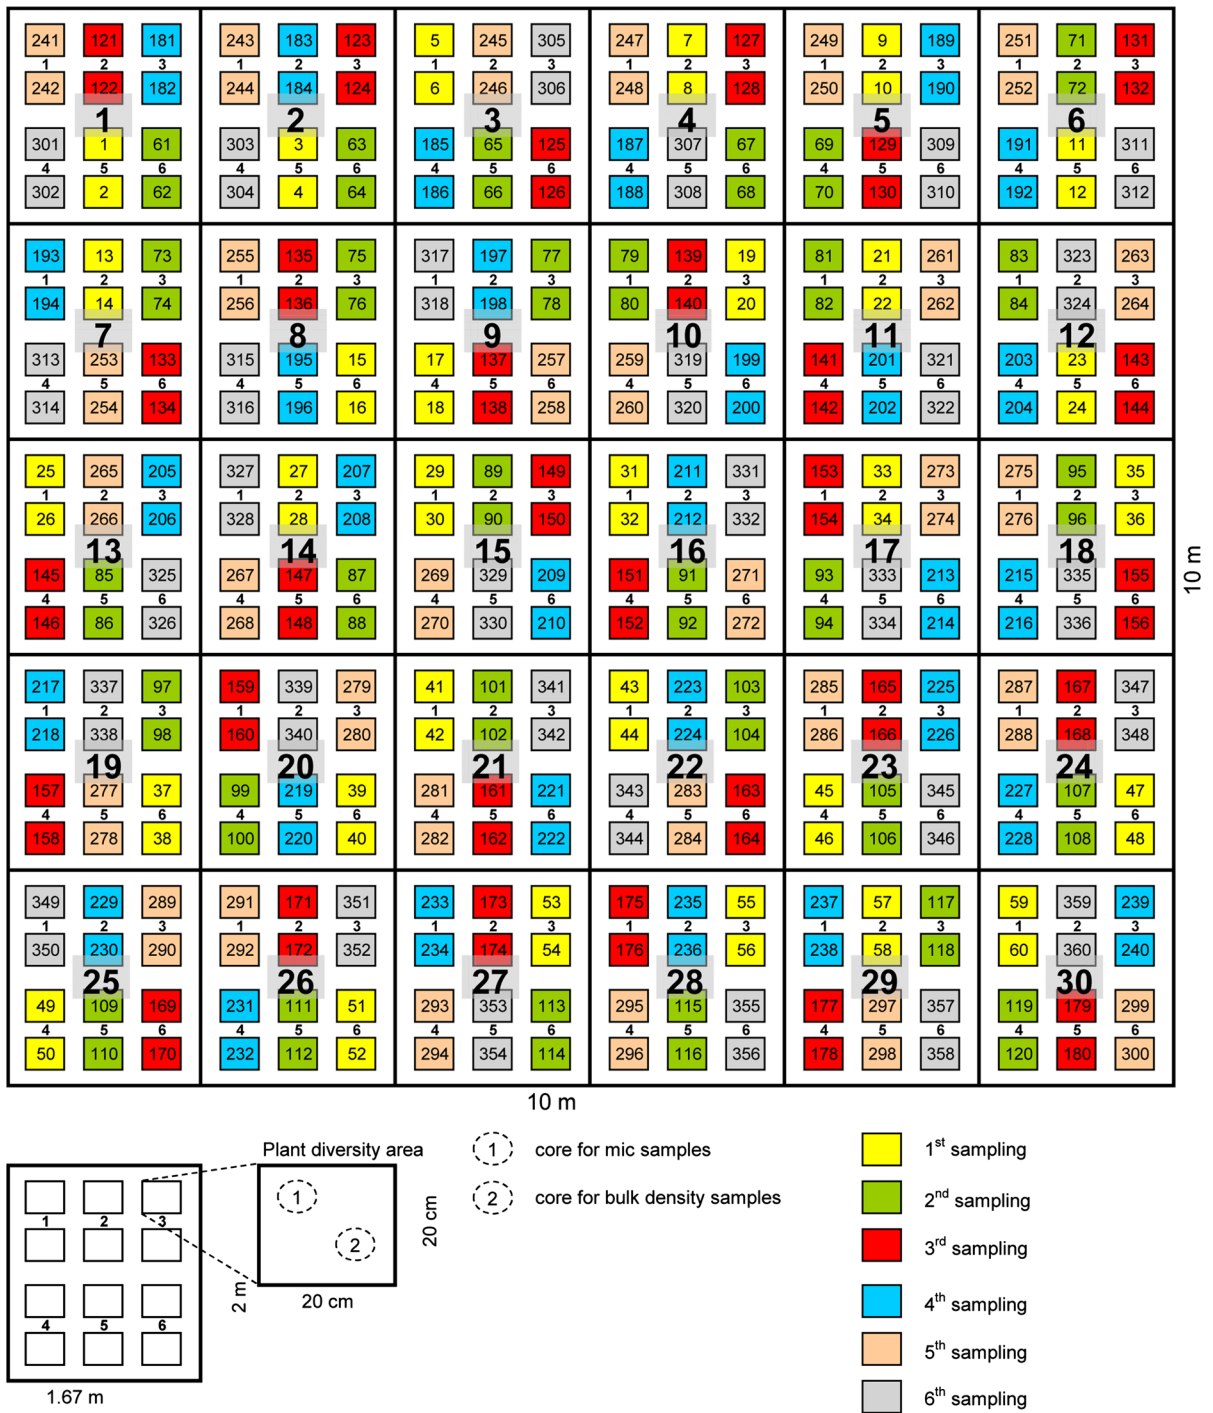 241 121 181 243 183 123 5 245 305 247 7 127 249 9 189 251 71 131
1 2 3 1 2 3 1 2 3 1 2 3 1 2 3 1 2 3
242 122 182 244 184 124 6 246 306 248 8 128 250 10 190 252 72 132
1 2 3 4 5 6
301 1 61 303 3 63 185 65 125 187 307 67 69 129 309 191 11 311
4 5 6 4 5 6 4 5 6 4 5 6 4 5 6 4 5 6
302 2 62 304 4 64 186 66 126 188 308 68 70 130 310 192 12 312
193 13 73 255 135 75 317 197 77 79 139 19 81 21 261 83 323 263
1 2 3 1 2 3 1 2 3 1 2 3 1 2 3 1 2 3
194 14 74 256 136 76 318 198 78 80 140 20 82 22 262 84 324 264
7 8 9 10 11 12
313 253 133 315 195 15 17 137 257 259 319 199 141 201 321 203 23 143
4 5 6 4 5 6 4 5 6 4 5 6 4 5 6 4 5 6
314 254 134 316 196 16 18 138 258 260 320 200 142 202 322 204 24 144
25 265 205 327 27 207 29 89 149 31 211 331 153 33 273 275 95 35
1 2 3 1 2 3 1 2 3 1 2 3 1 2 3 1 2 3
26 266 206 328 28 208 30 90 150 32 212 332 154 34 274 276 96 36
13 14 15 16 17 18
145 85 325 267 147 87 269 329 209 151 91 271 93 333 213 215 335 155
4 5 6 4 5 6 4 5 6 4 5 6 4 5 6 4 5 6
146 86 326 268 148 88 270 330 210 152 92 272 94 334 214 216 336 156
10 m
217 337 97 159 339 279 41 101 341 43 223 103 285 165 225 287 167 347
1 2 3 1 2 3 1 2 3 1 2 3 1 2 3 1 2 3
218 338 98 160 340 280 42 102 342 44 224 104 286 166 226 288 168 348
19 20 21 22 23 24
157 277 37 99 219 39 281 161 221 343 283 163 45 105 345 227 107 47
4 5 6 4 5 6 4 5 6 4 5 6 4 5 6 4 5 6
158 278 38 100 220 40 282 162 222 344 284 164 46 106 346 228 108 48
349 229 289 291 171 351 233 173 53 175 235 55 237 57 117 59 359 239
1 2 3 1 2 3 1 2 3 1 2 3 1 2 3 1 2 3
350 230 290 292 172 352 234 174 54 176 236 56 238 58 118 60 360 240
25 26 27 28 29 30
49 109 169 231 111 51 293 353 113 295 115 355 177 297 357 119 179 299
4 5 6 4 5 6 4 5 6 4 5 6 4 5 6 4 5 6
50 110 170 232 112 52 294 354 114 296 116 356 178 298 358 120 180 300
10 m
Plant diversity area
1 core for mic samples
2 core for bulk density samples
1 2 3
4 5 6
1.67 m
2 m
1
2
20 cm
20 cm
1st sampling
2nd sampling
3rd sampling
4th sampling
5th sampling
6th sampling